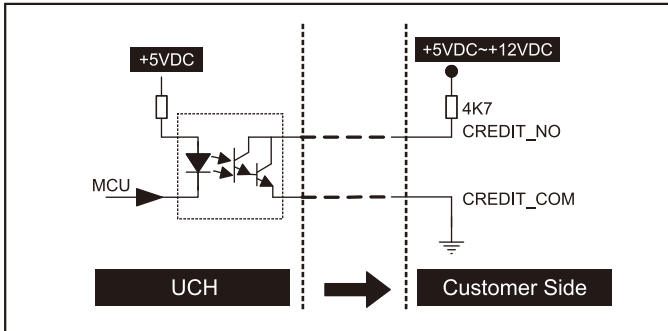 +5VDC
+5VDC~+12VDC
4K7
CREDIT_NO
MCU
CREDIT_COM
UCH
Customer Side